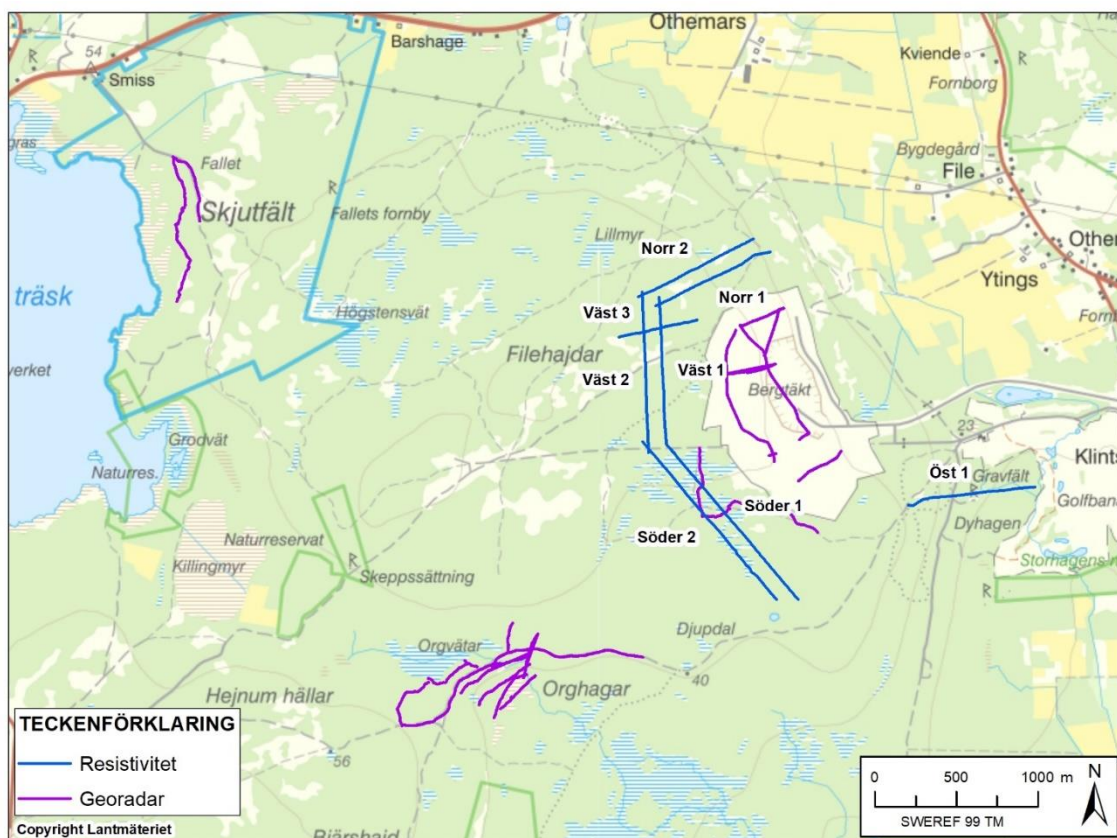 Othemars
Barshage
Kviende
Fornborg
54
Smiss
Bygdegård
File
Fallet
Skjutfält
Fallets fornby
Lillmyr
Norr 2
Ytings
träsk
Norr 1
Högstensvät
Väst 3
Filehajdar
verket
Väst 2
Väst 1
Bergtäkt
Grodvät
23
Naturres.
Klints
Öst 1
Gravfält
Golfban
Söder 1
Dyhagen
Söder 2
Naturreservat
Killingmyr
Skeppssättning
Storhagens n
Djupdal
Orgvätar
40
Hejnum hällar
Orghagar
56
TECKENFÖRKLARING
Resistivitet
Georadar
Copyright Lantmäteriet
0 500 1000 m
SWEREF 99 TM
N